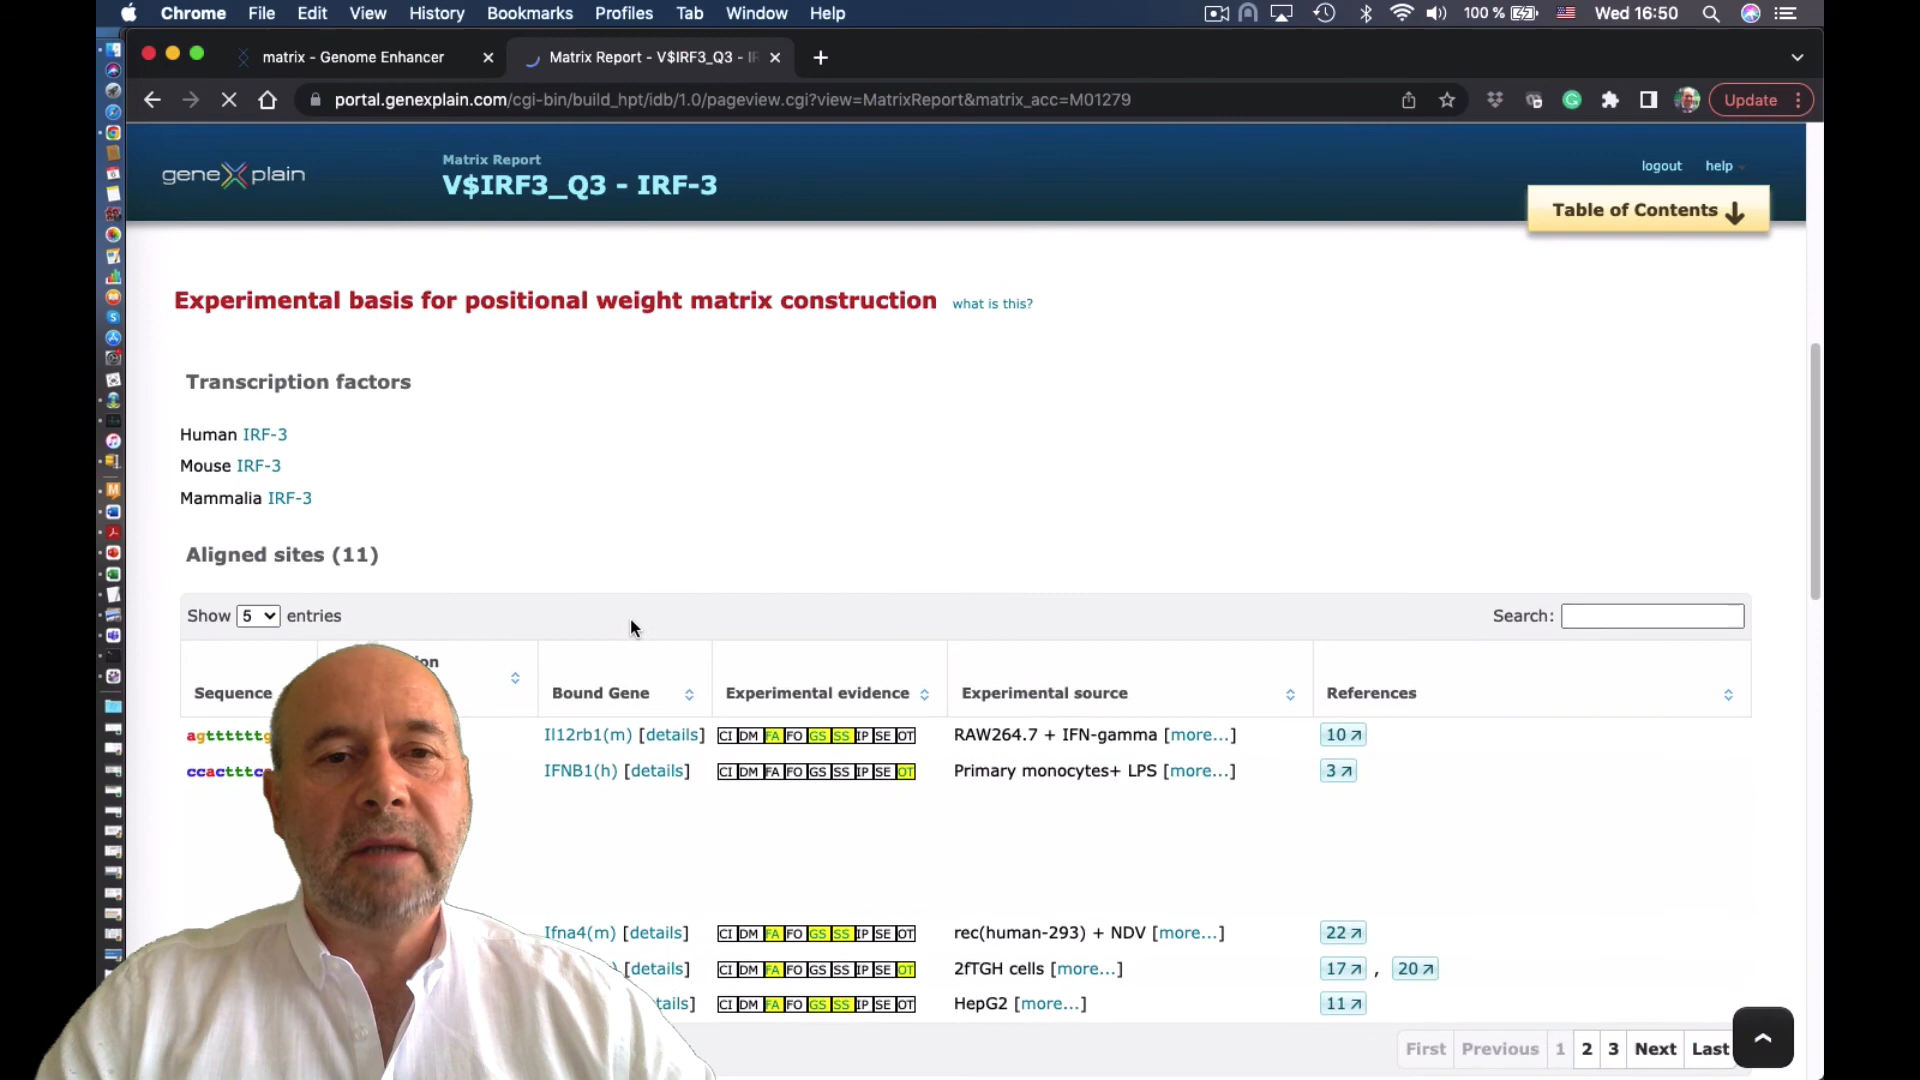 Chrome File Edit View History Bookmarks Profiles Tab Window Help 100 % Wed 16:50
matrix - Genome Enhancer Matrix Report - V$IRF3_Q3 - IR
portal.genexplain.com/cgi-bin/build_hpt/idb/1.0/pageview.cgi?view=MatrixReport&matrix_acc=M01279 Update
geneXplain
Matrix Report
V$IRF3_Q3 - IRF-3
logout help
Table of Contents
Experimental basis for positional weight matrix construction what is this?
Transcription factors
Human IRF-3
Mouse IRF-3
Mammalia IRF-3
Aligned sites (11)
Show 5 entries Search:
Sequence Bound Gene Experimental evidence Experimental source References
agttttttg Il12rb1(m) [details] CI DM FA FO GS SS IP SE OT RAW264.7 + IFN-gamma [more...] 10
ccactttc IFNB1(h) [details] CI DM FA FO GS SS IP SE OT Primary monocytes+ LPS [more...] 3
Ifna4(m) [details] CI DM FA FO GS SS IP SE OT rec(human-293) + NDV [more...] 22
[details] CI DM FA FO GS SS IP SE OT 2fTGH cells [more...] 17 , 20
tails] CI DM FA FO GS SS IP SE OT HepG2 [more...] 11
First Previous 1 2 3 Next Last